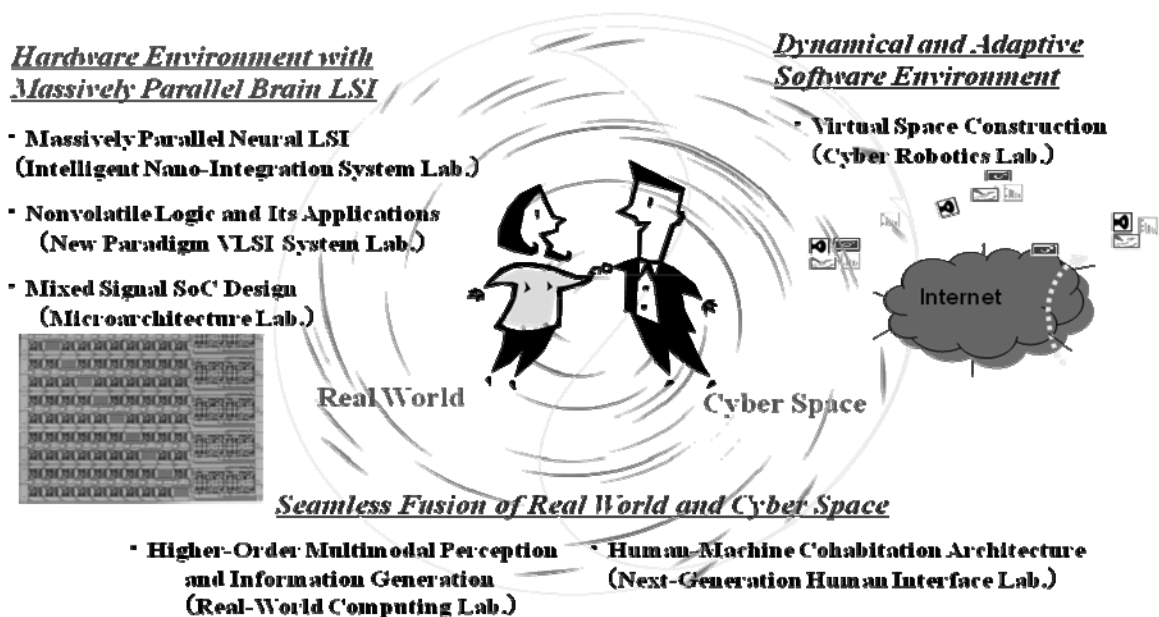 Hardware Environment with
Massively Parallel Brain LSI
・Massively Parallel Neural LSI
(Intelligent Nano-Integration System Lab.)
・Nonvolatile Logic and Its Applications
(New Paradigm VLSI System Lab.)
・Mixed Signal SoC Design
(Microarchitecture Lab.)
Dynamical and Adaptive
Software Environment
・Virtual Space Construction
(Cyber Robotics Lab.)
Internet
Real World
Cyber Space
Seamless Fusion of Real World and Cyber Space
・Higher-Order Multimodal Perception
and Information Generation
(Real-World Computing Lab.)
・Human-Machine Cohabitation Architecture
(Next-Generation Human Interface Lab.)